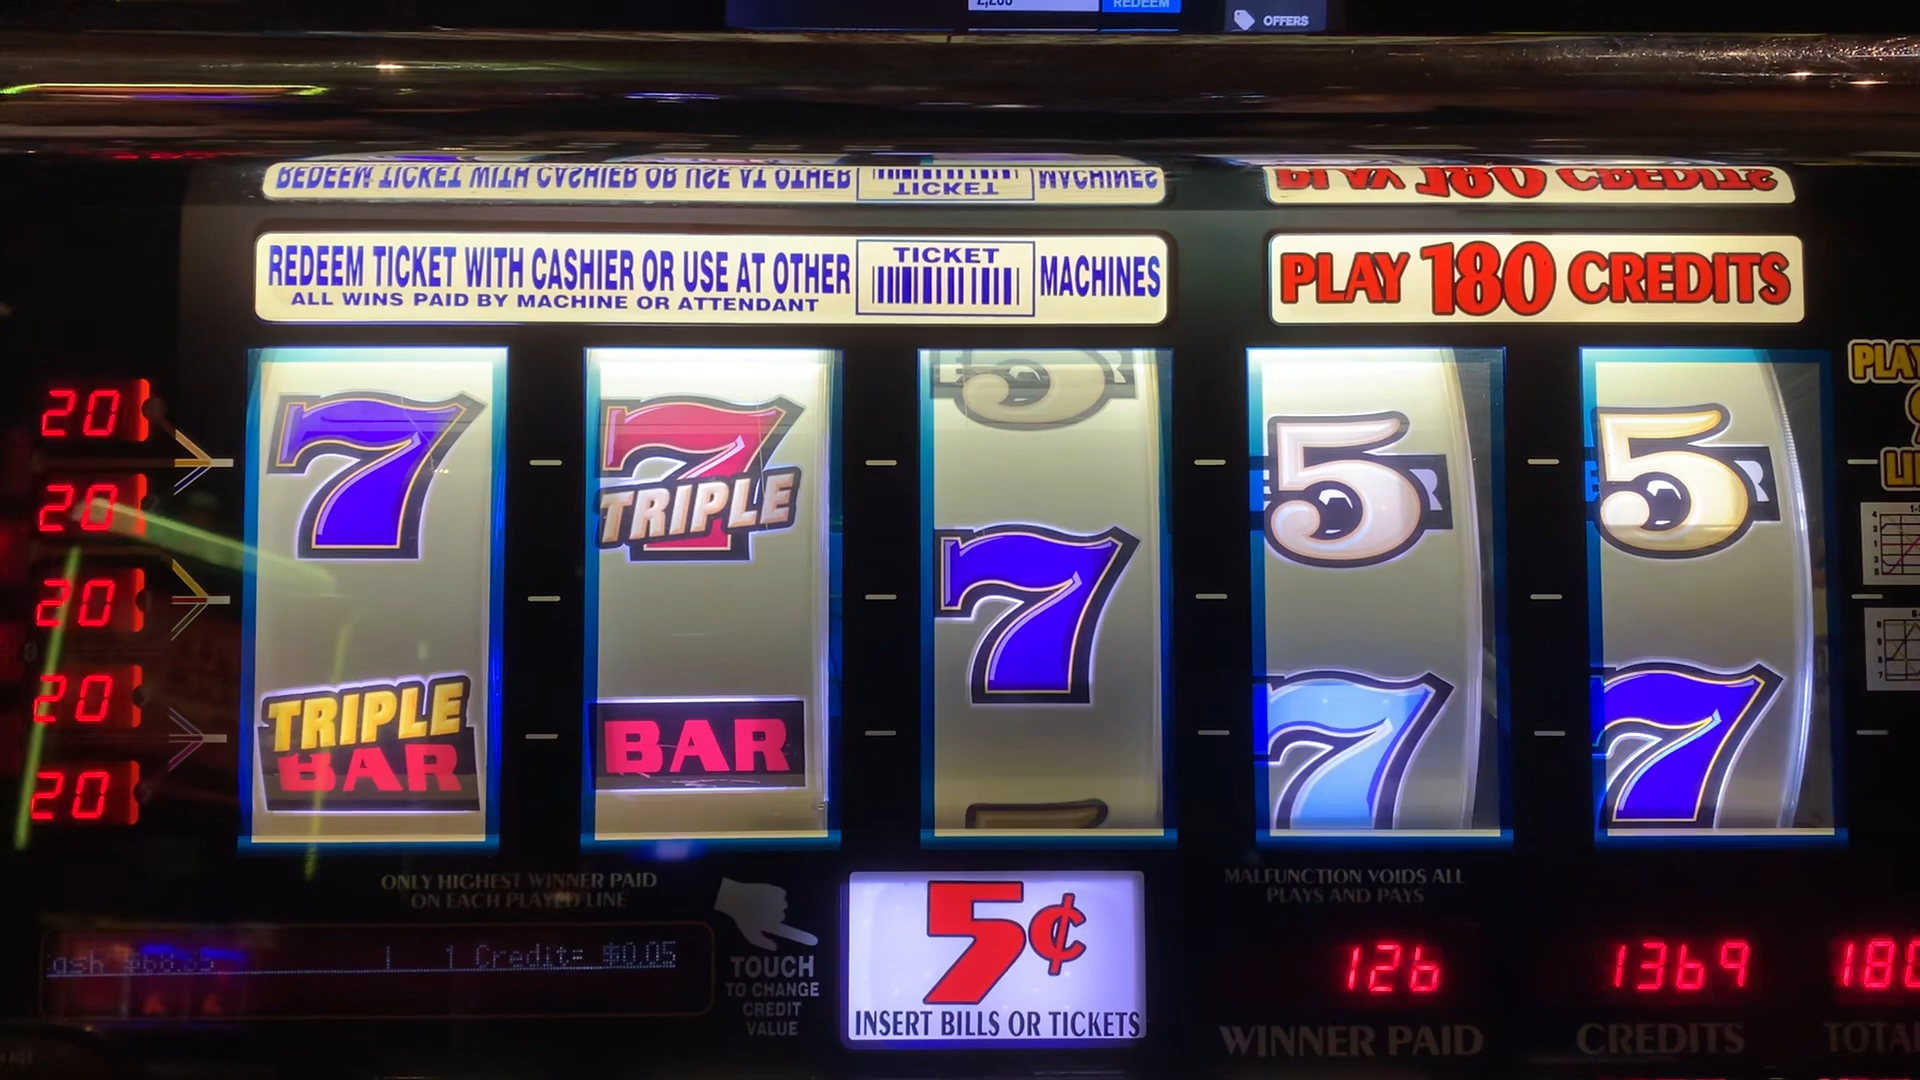 REDEEM
OFFERS
REDEEM TICKET WITH CASHIER OR USE AT OTHER TICKET MACHINES
ALL WINS PAID BY MACHINE OR ATTENDANT
PLAY 180 CREDITS
20
20
20
20
20
7
7
TRIPLE
5
7
5
5
TRIPLE
BAR
BAR
7
7
ONLY HIGHEST WINNER PAID
ON EACH PLAYED LINE
1 Credit= $0.05
TOUCH
TO CHANGE
CREDIT
VALUE
5¢
INSERT BILLS OR TICKETS
MALFUNCTION VOIDS ALL
PLAYS AND PAYS
126
WINNER PAID
1369
CREDITS
180